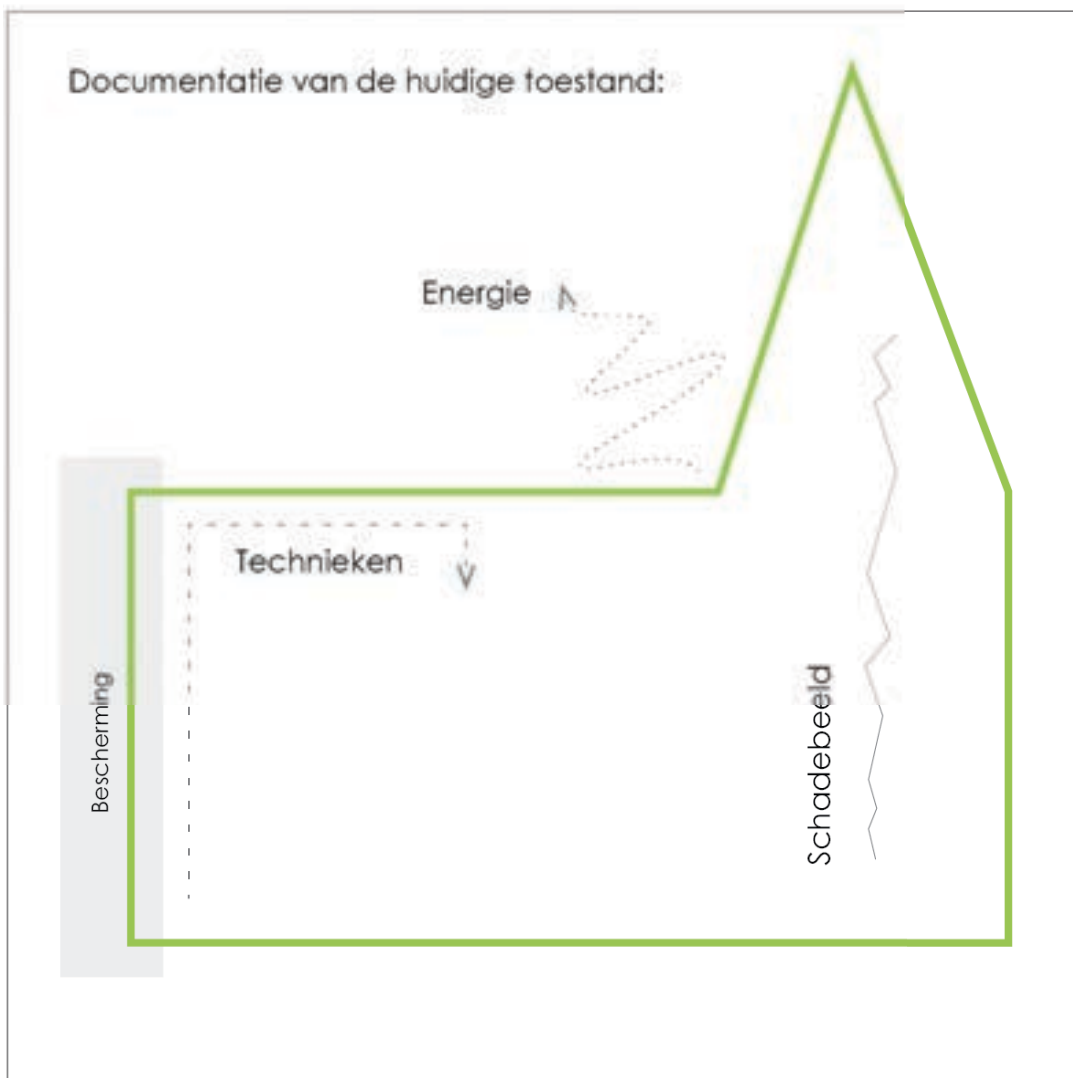 Documentatie van de huidige toestand:
Energie
Technieken
Bescherming
Schadebeeld